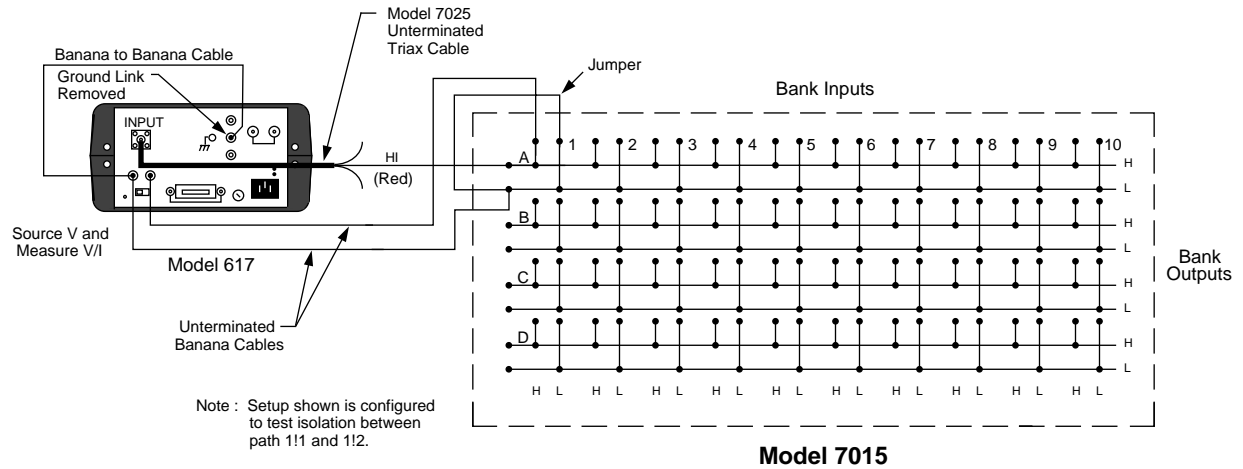 Model 7025
Unterminated
Triax Cable
Banana to Banana Cable
Ground Link
Removed
Jumper
Bank Inputs
INPUT
HI
(Red)
1 2 3 4 5 6 7 8 9 10
A
H
L
B
H
L
C
H
L
D
H
L
Bank
Outputs
Source V and
Measure V/I
Model 617
Unterminated
Banana Cables
H L H L H L H L H L H L H L H L H L H L
Note : Setup shown is configured
to test isolation between
path 1!1 and 1!2.
Model 7015